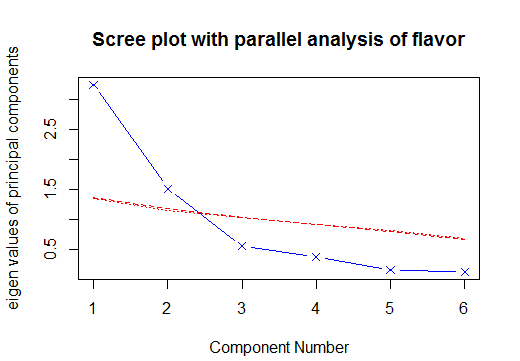 Scree plot with parallel analysis of flavor
eigen values of principal components
2.5
1.5
0.5
1 2 3 4 5 6
Component Number